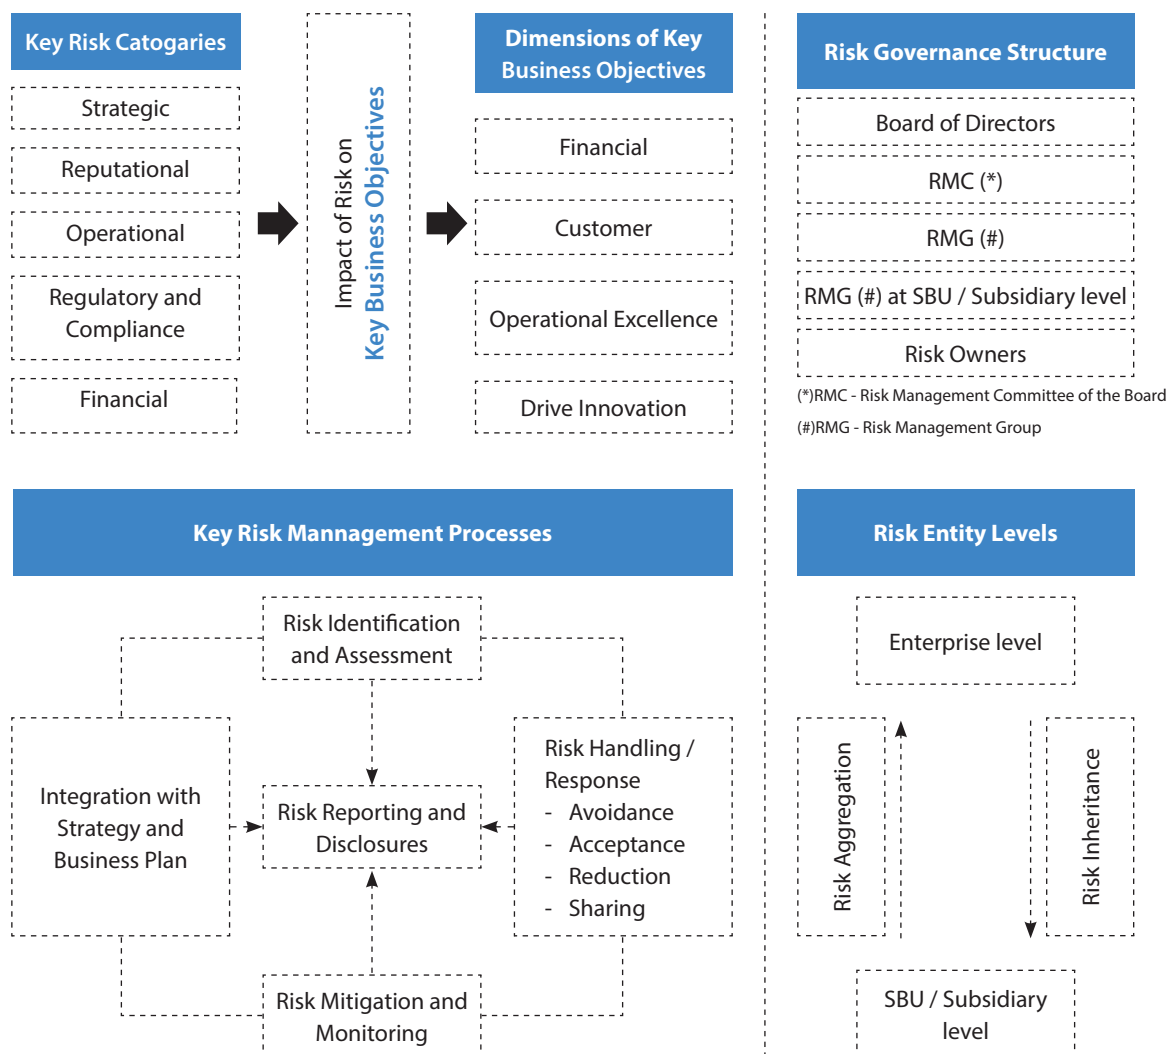 Key Risk Catogaries
Strategic
Reputational
Operational
Regulatory and
Compliance
Financial
Impact of Risk on
Key Business Objectives
Dimensions of Key
Business Objectives
Financial
Customer
Operational Excellence
Drive Innovation
Risk Governance Structure
Board of Directors
RMC (*)
RMG (#)
RMG (#) at SBU / Subsidiary level
Risk Owners
(*)RMC - Risk Management Committee of the Board
(#)RMG - Risk Management Group
Key Risk Mannagement Processes
Risk Identification
and Assessment
Integration with
Strategy and
Business Plan
Risk Reporting and
Disclosures
Risk Handling /
Response
- Avoidance
- Acceptance
- Reduction
- Sharing
Risk Mitigation and
Monitoring
Risk Entity Levels
Enterprise level
Risk Aggregation
Risk Inheritance
SBU / Subsidiary
level